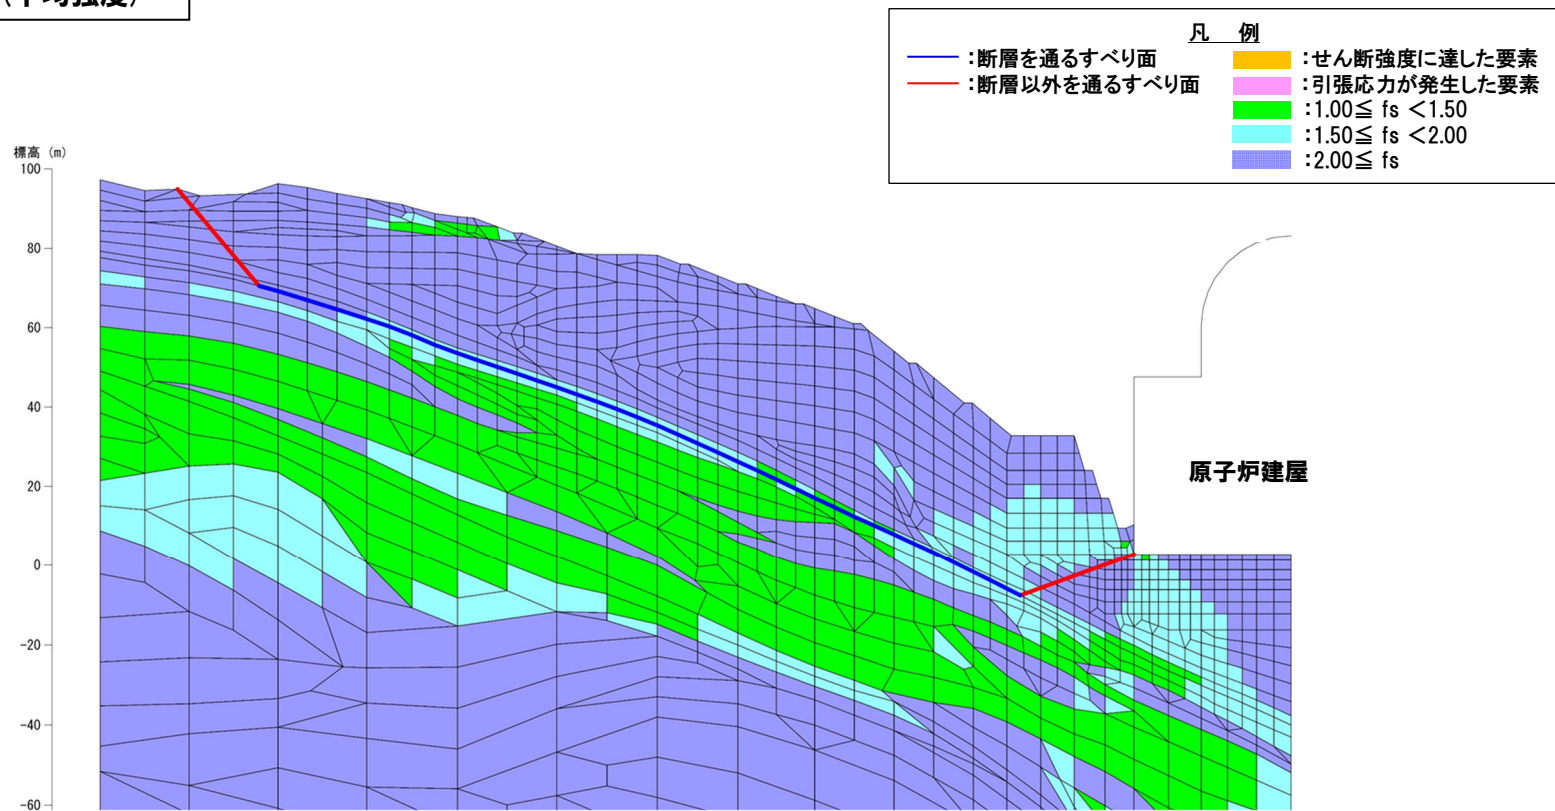 凡 例
:断層を通るすべり面
:断層以外を通るすべり面
:せん断強度に達した要素
:引張応力が発生した要素
:1.00≦ fs <1.50
:1.50≦ fs <2.00
:2.00≦ fs
標高 (m)
100
80
60
40
20
0
-20
-40
-60
原子炉建屋